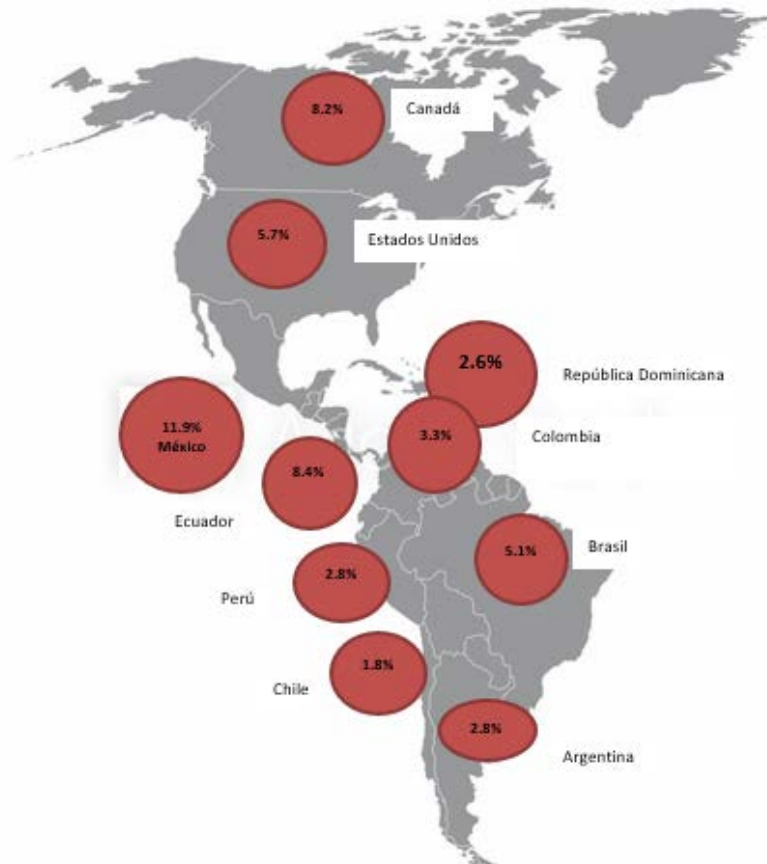 8.2%
Canadá
5.7%
Estados Unidos
2.6%
República Dominicana
11.9%
México
3.3%
Colombia
8.4%
Ecuador
5.1%
Brasil
2.8%
Perú
1.8%
Chile
2.8%
Argentina